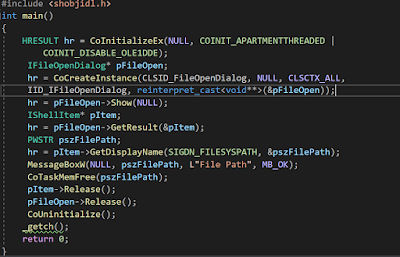 #include <shobjidl.h>
int main()
{
HRESULT hr = CoInitializeEx(NULL, COINIT_APARTMENTTHREADED |
COINIT_DISABLE_OLE1DDE);
IFileOpenDialog* pFileOpen;
hr = CoCreateInstance(CLSID_FileOpenDialog, NULL, CLSCTX_ALL,
IID_IFileOpenDialog, reinterpret_cast<void**>(&pFileOpen));
hr = pFileOpen->Show(NULL);
IShellItem* pItem;
hr = pFileOpen->GetResult(&pItem);
PWSTR pszFilePath;
hr = pItem->GetDisplayName(SIGDN_FILESYSPATH, &pszFilePath);
MessageBoxW(NULL, pszFilePath, L"File Path", MB_OK);
CoTaskMemFree(pszFilePath);
pItem->Release();
pFileOpen->Release();
CoUninitialize();
_getch();
return 0;
}